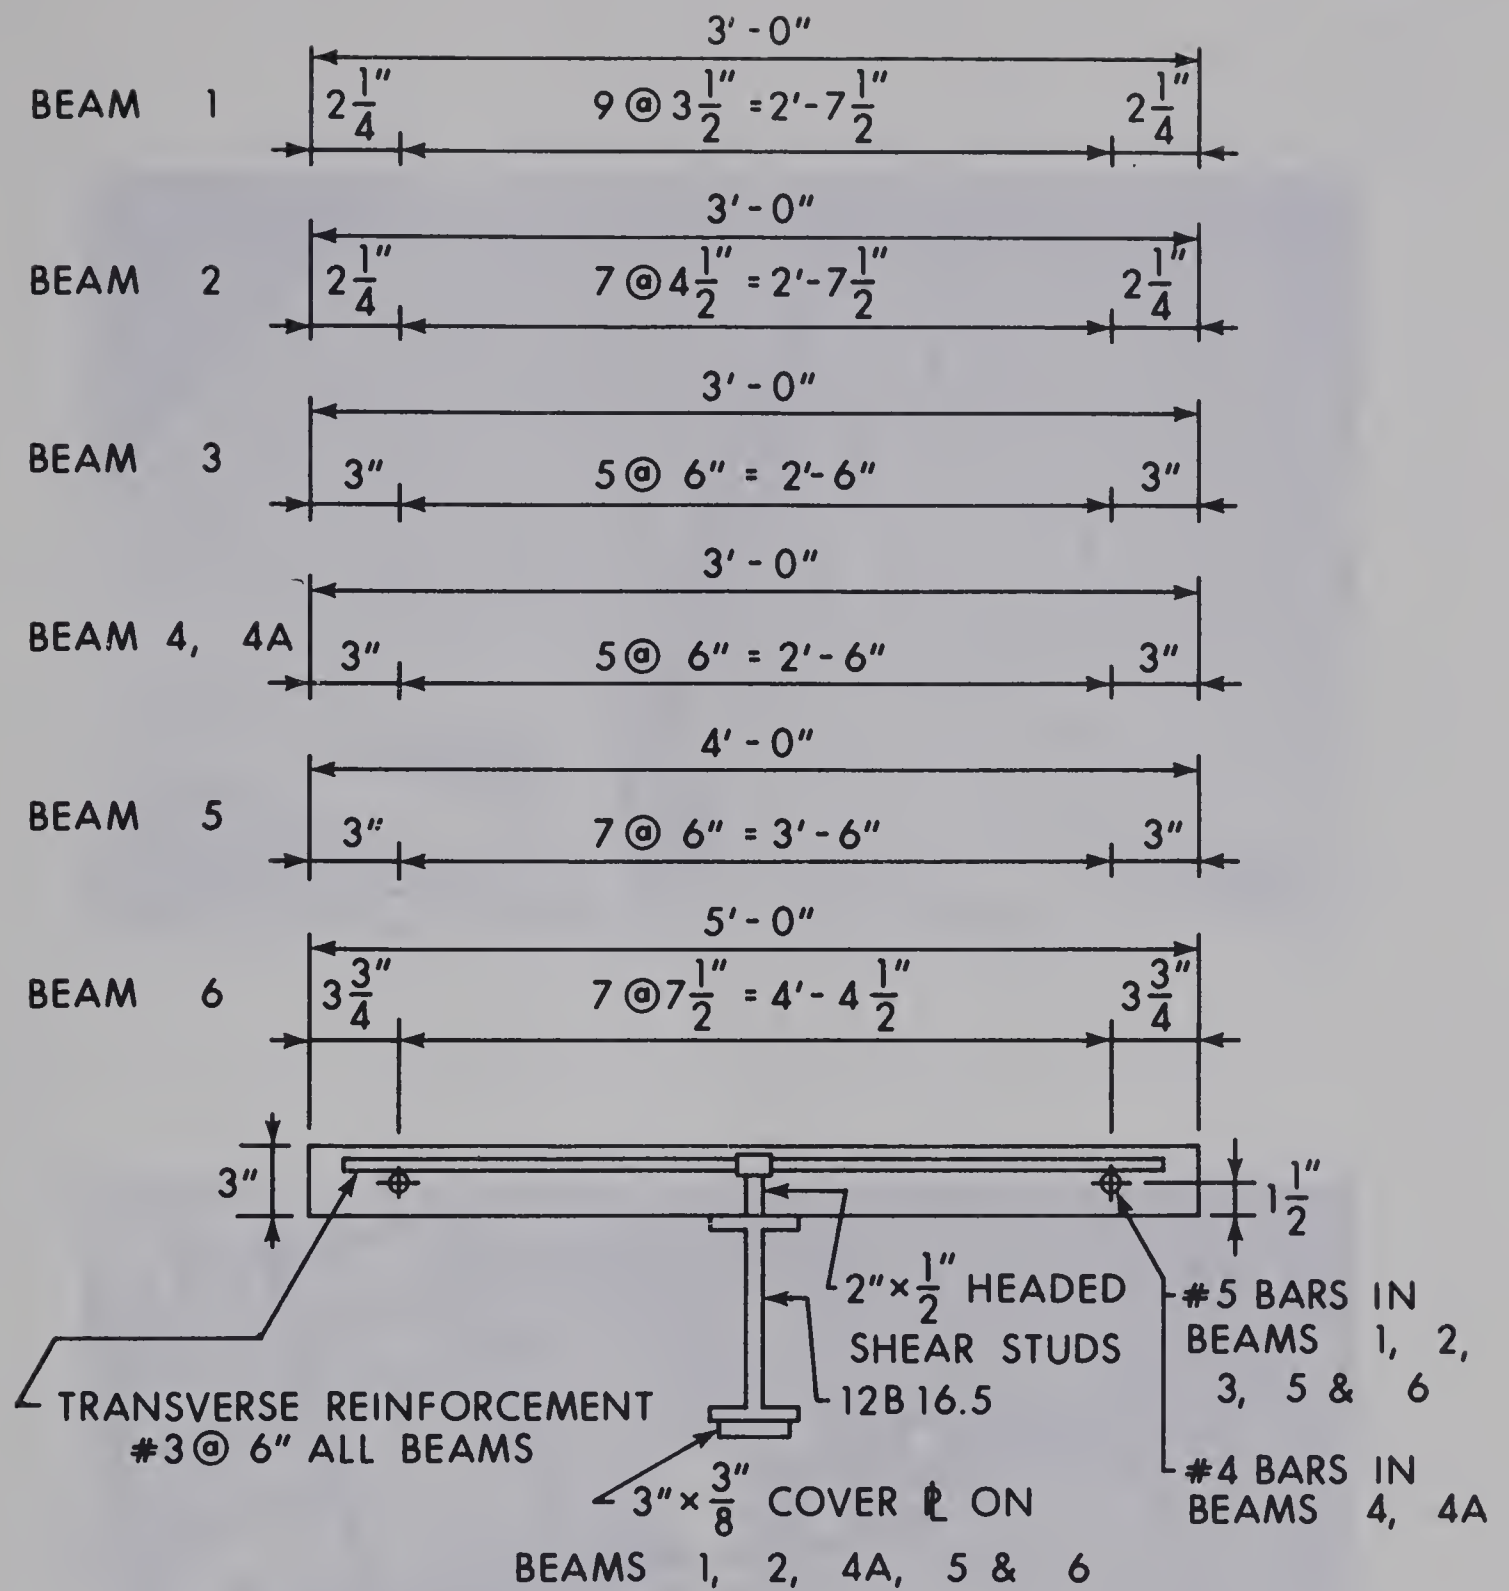 3'-0"
BEAM 1 2 1/4" 9 @ 3 1/2" = 2'-7 1/2" 2 1/4"
3'-0"
BEAM 2 2 1/4" 7 @ 4 1/2" = 2'-7 1/2" 2 1/4"
3'-0"
BEAM 3 3" 5 @ 6" = 2'-6" 3"
3'-0"
BEAM 4, 4A 3" 5 @ 6" = 2'-6" 3"
4'-0"
BEAM 5 3" 7 @ 6" = 3'-6" 3"
5'-0"
BEAM 6 3 3/4" 7 @ 7 1/2" = 4'-4 1/2" 3 3/4"
3"
1 1/2"
2" × 1/2" HEADED
SHEAR STUDS
12B 16.5
#5 BARS IN
BEAMS 1, 2,
3, 5 & 6
#4 BARS IN
BEAMS 4, 4A
TRANSVERSE REINFORCEMENT
#3 @ 6" ALL BEAMS
3" × 3/8" COVER ℄ ON
BEAMS 1, 2, 4A, 5 & 6